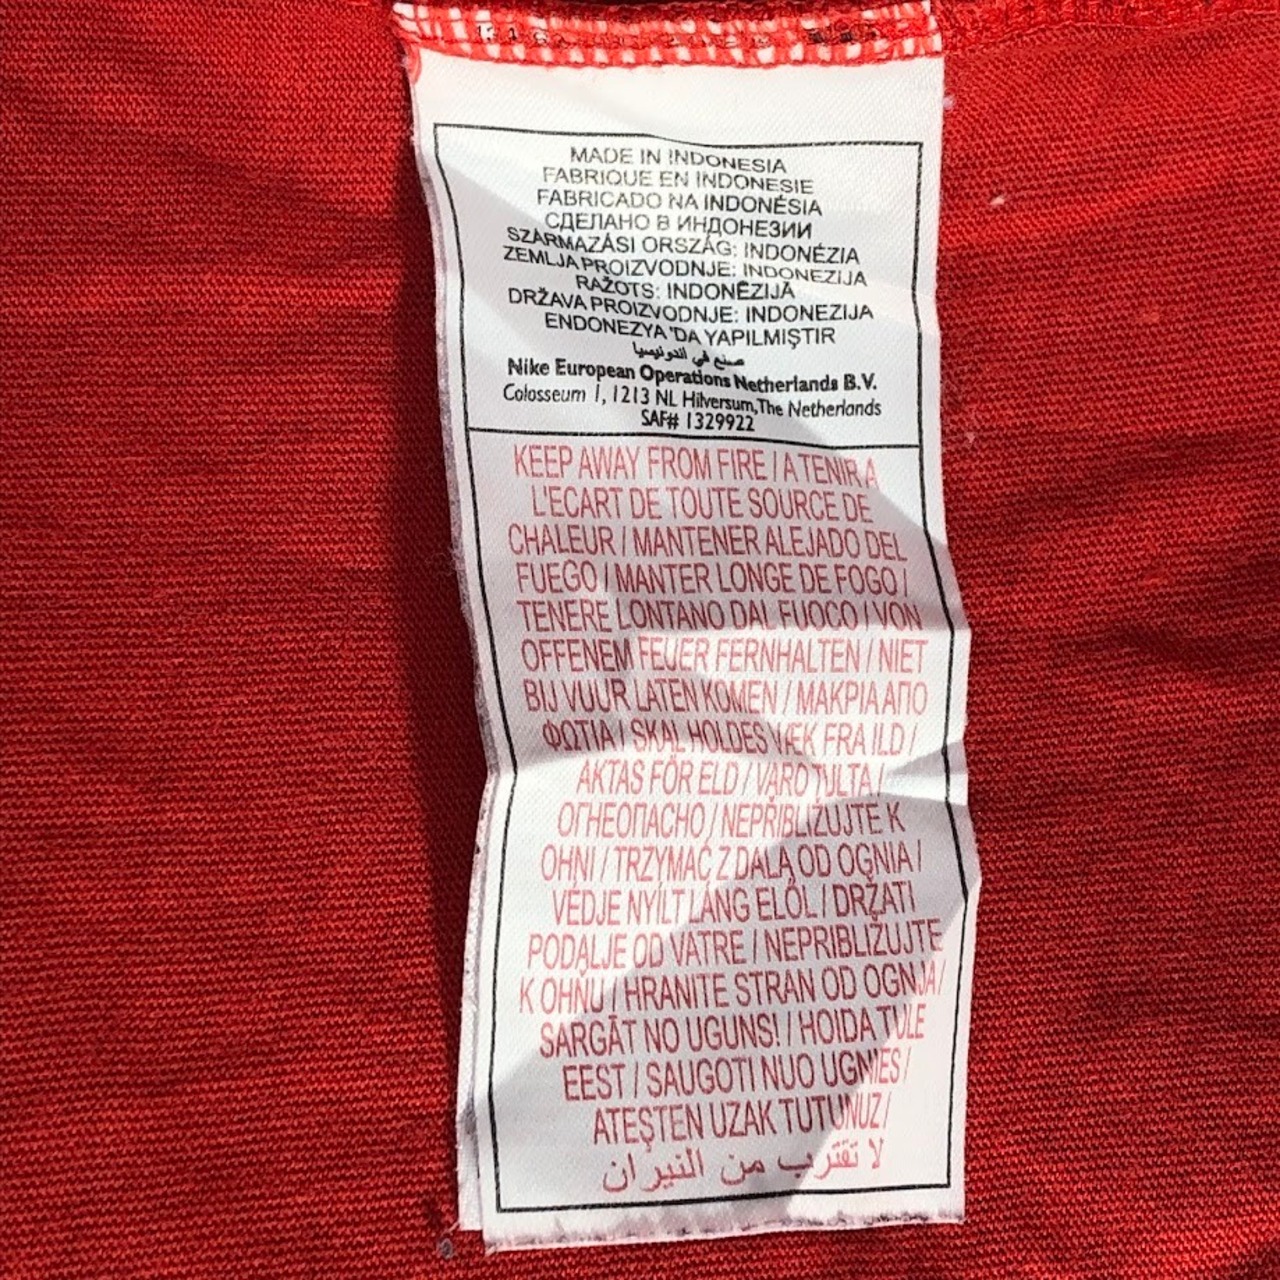 MADE IN INDONESIA
FABRIQUE EN INDONESIE
FABRICADO NA INDONÉSIA
СДЕЛАНО В ИНДОНЕЗИИ
SZÁRMAZÁSI ORSZÁG: INDONÉZIA
ZEMLJA PROIZVODNJE: INDONEZIJA
RAŽOTS: INDONĒZIJĀ
DRŽAVA PROIZVODNJE: INDONEZIJA
ENDONEZYA 'DA YAPILMIŞTIR
صنع في اندونيسيا
Nike European Operations Netherlands B.V.
Colosseum 1, 1213 NL Hilversum,The Netherlands
SAF# 1329922
KEEP AWAY FROM FIRE / A TENIR A
L'ECART DE TOUTE SOURCE DE
CHALEUR / MANTENER ALEJADO DEL
FUEGO / MANTER LONGE DE FOGO /
TENERE LONTANO DAL FUOCO / VON
OFFENEM FEUER FERNHALTEN / NIET
BIJ VUUR LATEN KOMEN / ΜΑΚΡΙΑ ΑΠΟ
ΦΩΤΙΑ / SKAL HOLDES VÆK FRA ILD /
AKTAS FÖR ELD / VARO TULTA /
ОГНЕОПАСНО / NEPŘIBLIŽUJTE K
OHNI / TRZYMAĆ Z DALA OD OGNIA /
VÉDJE NYÍLT LÁNG ELŐL / DRŽATI
PODALJE OD VATRE / NEPRIBLIŽUJTE
K OHŇU / HRANITE STRAN OD OGNJA /
SARGĀT NO UGUNS! / HOIDA TULE
EEST / SAUGOTI NUO UGNIES /
ATEŞTEN UZAK TUTUNUZ /
لا تقترب من النيران